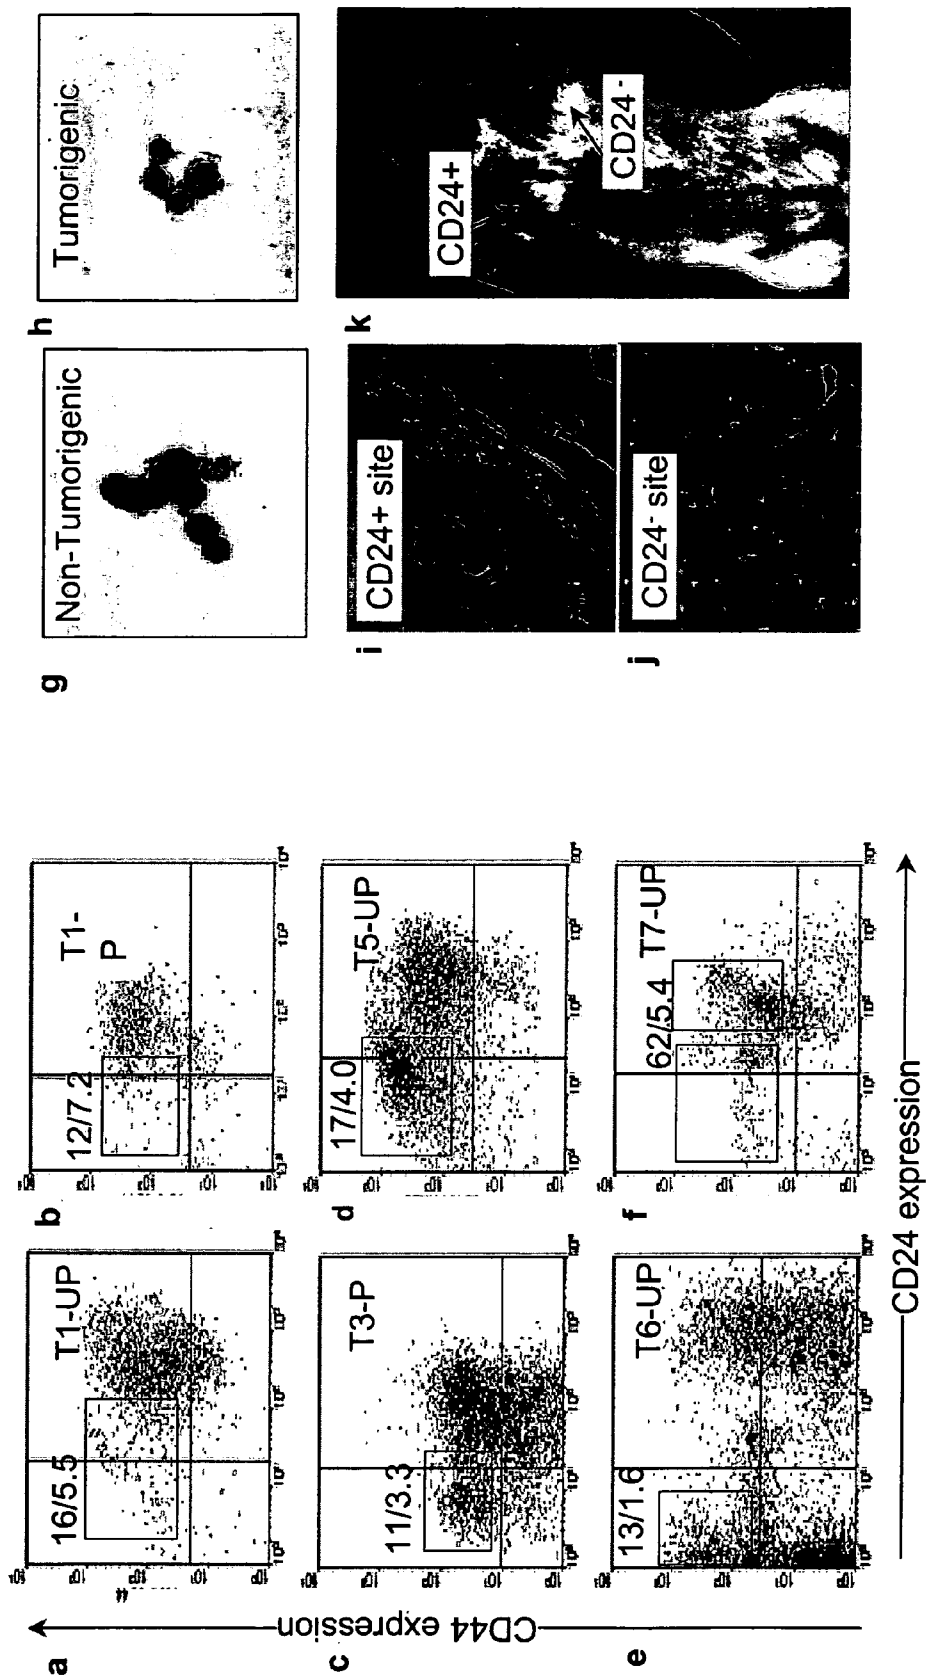 a
16/5.5
T1-UP
b
12/7.2
T1-
P
c
11/3.3
T3-P
d
17/4.0
T5-UP
e
13/1.6
T6-UP
f
62/5.4
T7-UP
CD44 expression
44
CD24 expression
g
Non-Tumorigenic
h
Tumorigenic
i
CD24+ site
j
CD24- site
k
CD24+
CD24-